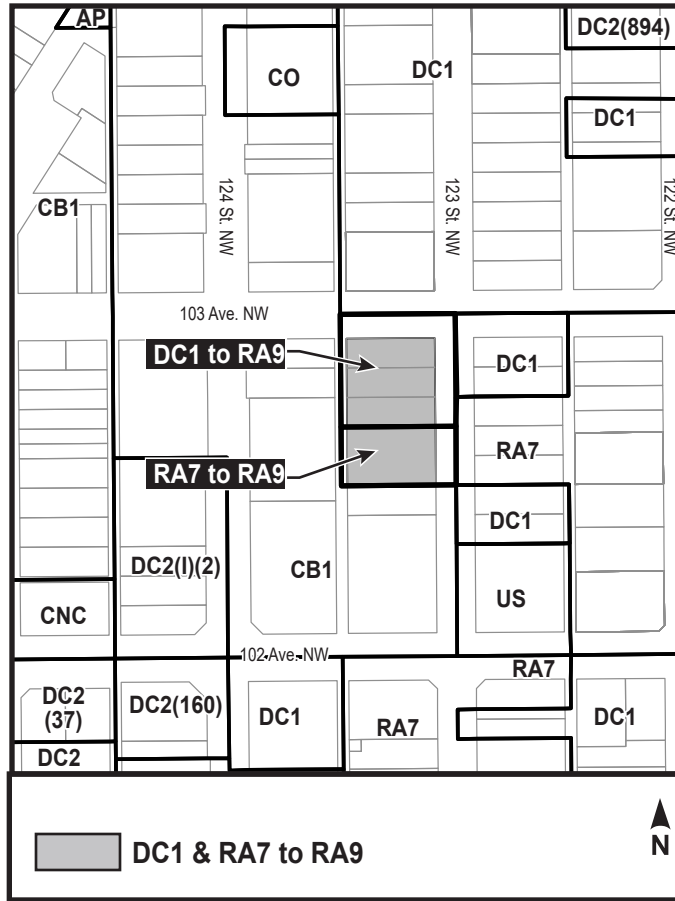 AP
DC2(894)
CO
DC1
DC1
CB1
124 St. NW
123 St. NW
122 St. NW
103 Ave. NW
DC1 to RA9
DC1
RA7 to RA9
RA7
DC1
DC2(I)(2)
CB1
US
CNC
102 Ave. NW
RA7
DC2
(37)
DC2(160)
DC1
RA7
DC1
DC2
DC1 & RA7 to RA9
N